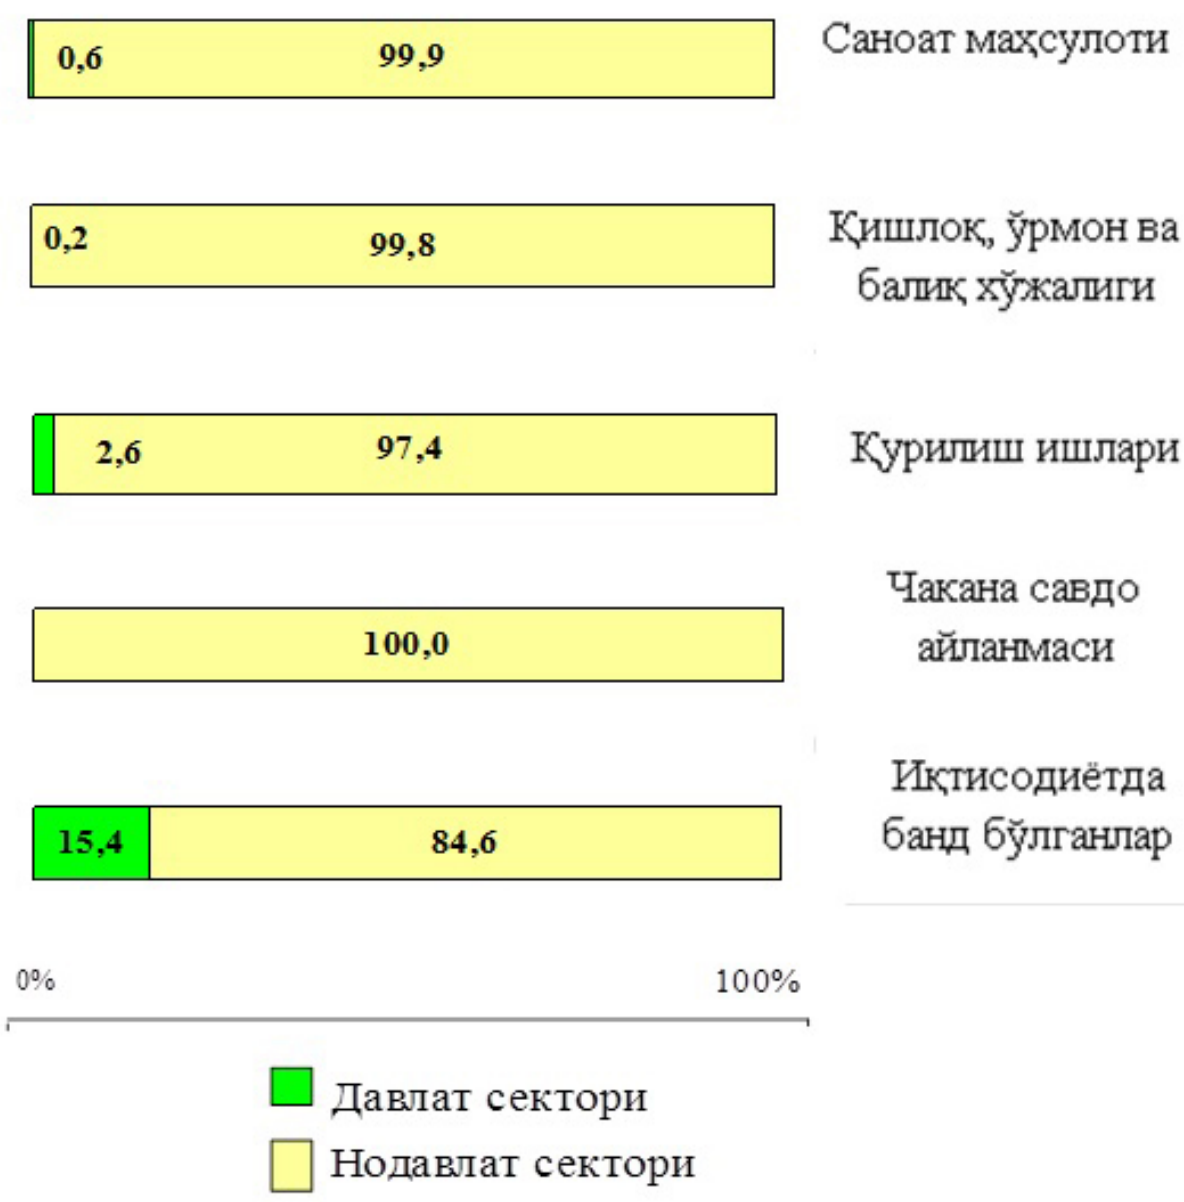 0,6 99,9 Саноат маҳсулоти
0,2 99,8 Қишлоқ, ўрмон ва
балиқ хўжалиги
2,6 97,4 Қурилиш ишлари
Чакана савдо
100,0 айланмаси
Иқтисодиётда
15,4 84,6 банд бўлганлар
0% 100%
Давлат сектори
Нодавлат сектори